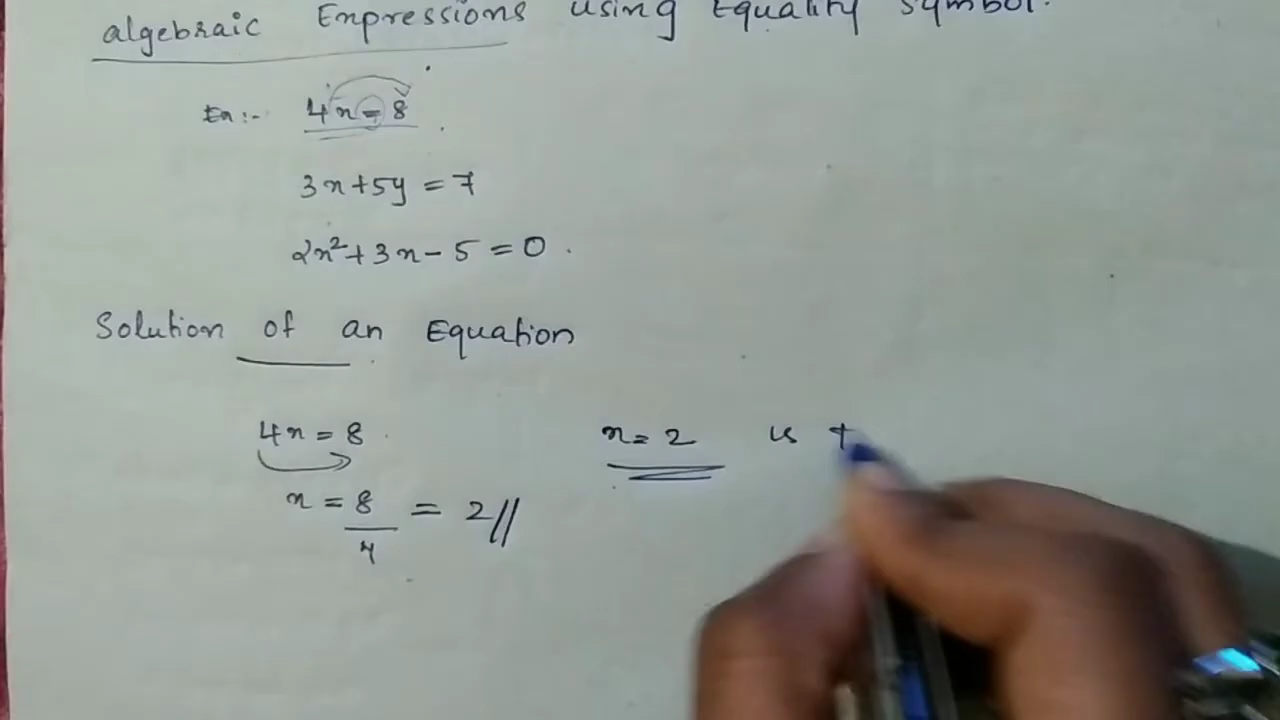 algebraic Expressions using Equality symbol.
Ex:- 4x = 8
3x + 5y = 7
2x² + 3x - 5 = 0.
Solution of an Equation
4x = 8
x = 8/4 = 2//
x = 2 is t